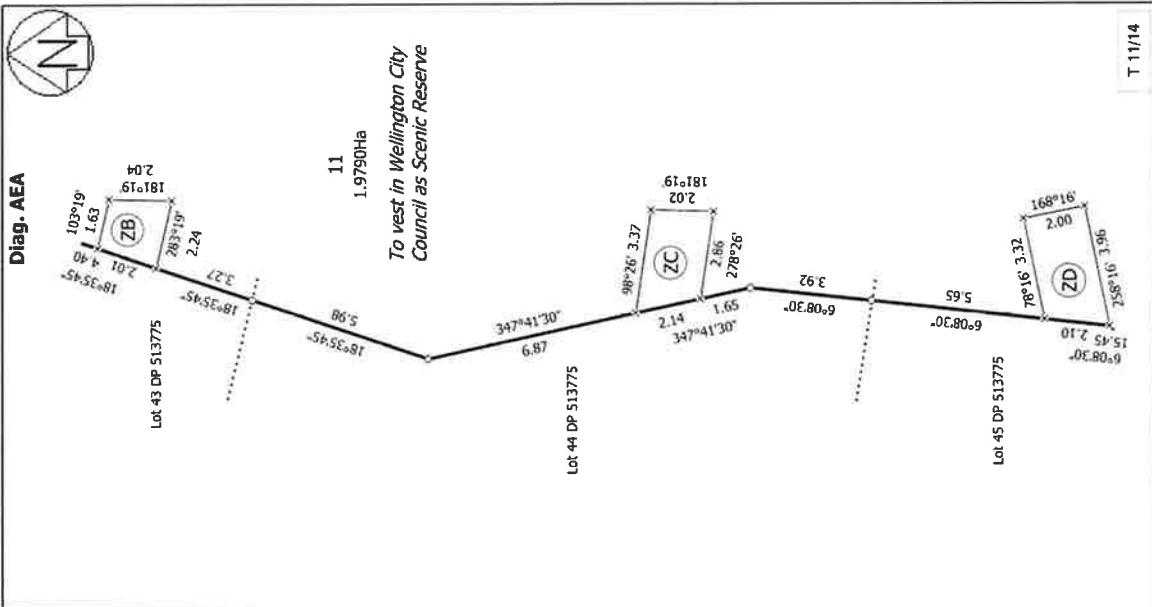 Diag. AEA
N
103°19'
1.63
181°19'
2.04
ZB
4.40
18°35'45"
2.01
283°19'
2.24
18°35'45"
3.27
Lot 43 DP 513775
18°35'45"
5.98
11
1.9790Ha
To vest in Wellington City
Council as Scenic Reserve
347°41'30"
6.87
98°26' 3.37
181°19'
2.02
ZC
2.86
278°26'
2.14
1.65
347°41'30"
Lot 44 DP 513775
6°08'30"
3.92
6°08'30"
5.65
Lot 45 DP 513775
78°16' 3.32
168°16'
2.00
ZD
258°16' 3.96
2.10
15.45
6°08'30"
T 11/14